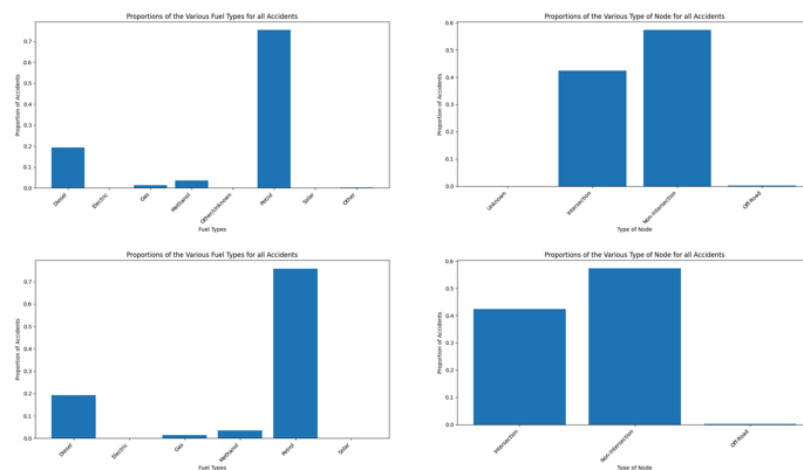 Proportions of the Various Fuel Types for all Accidents
Proportion of Accidents
0.7
0.6
0.5
0.4
0.3
0.2
0.1
0.0
Diesel
Electric
Gas
Methanol
Other/Unknown
Petrol
Solar
Other
Fuel Types
Proportions of the Various Type of Node for all Accidents
Proportion of Accidents
0.6
0.5
0.4
0.3
0.2
0.1
0.0
Unknown
Intersection
Non-Intersection
Off-Road
Type of Node
Proportions of the Various Fuel Types for all Accidents
Proportion of Accidents
0.7
0.6
0.5
0.4
0.3
0.2
0.1
0.0
Diesel
Electric
Gas
Methanol
Petrol
Solar
Fuel Types
Proportions of the Various Type of Node for all Accidents
Proportion of Accidents
0.6
0.5
0.4
0.3
0.2
0.1
0.0
Intersection
Non-Intersection
Off-Road
Type of Node